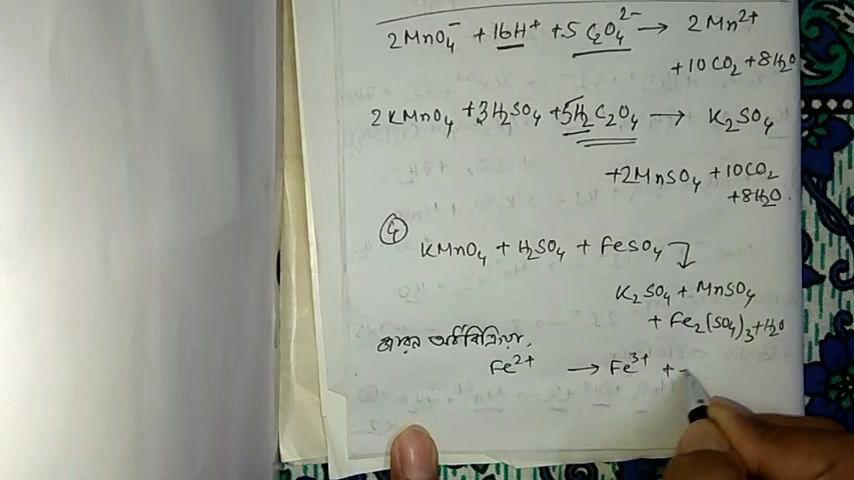 2MnO₄⁻ + 16H⁺ + 5C₂O₄²⁻ → 2Mn²⁺
+ 10CO₂ + 8H₂O
2KMnO₄ + 3H₂SO₄ + 5H₂C₂O₄ → K₂SO₄
+ 2MnSO₄ + 10CO₂
+ 8H₂O.
④
KMnO₄ + H₂SO₄ + FeSO₄
K₂SO₄ + MnSO₄
+ Fe₂(SO₄)₃ + H₂O
জারন অর্ধবিক্রিয়া,
Fe²⁺ → Fe³⁺ +